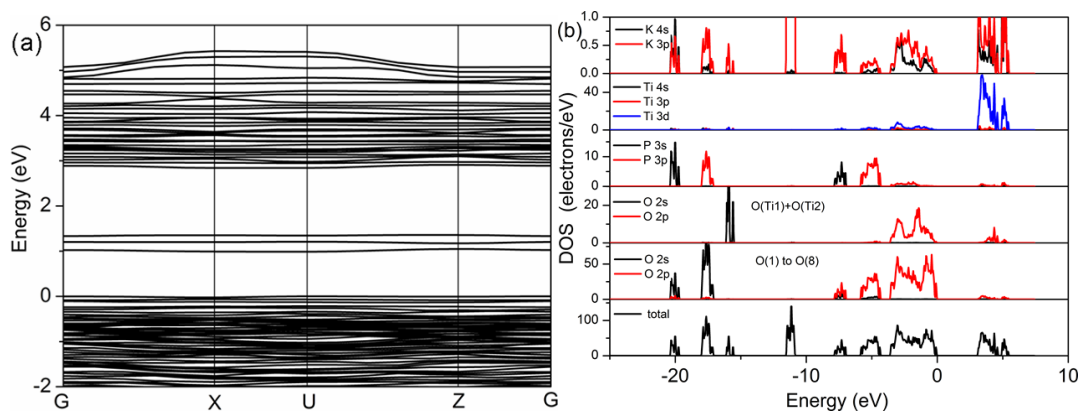 (a)
6
4
2
0
-2
Energy (eV)
G X U Z G
(b)
1.0
0.5
0.0
K 4s
K 3p
40
0
Ti 4s
Ti 3p
Ti 3d
10
0
P 3s
P 3p
20
0
O 2s
O 2p
O(Ti1)+O(Ti2)
50
0
O 2s
O 2p
O(1) to O(8)
100
0
total
DOS (electrons/eV)
-20 -10 0 10
Energy (eV)